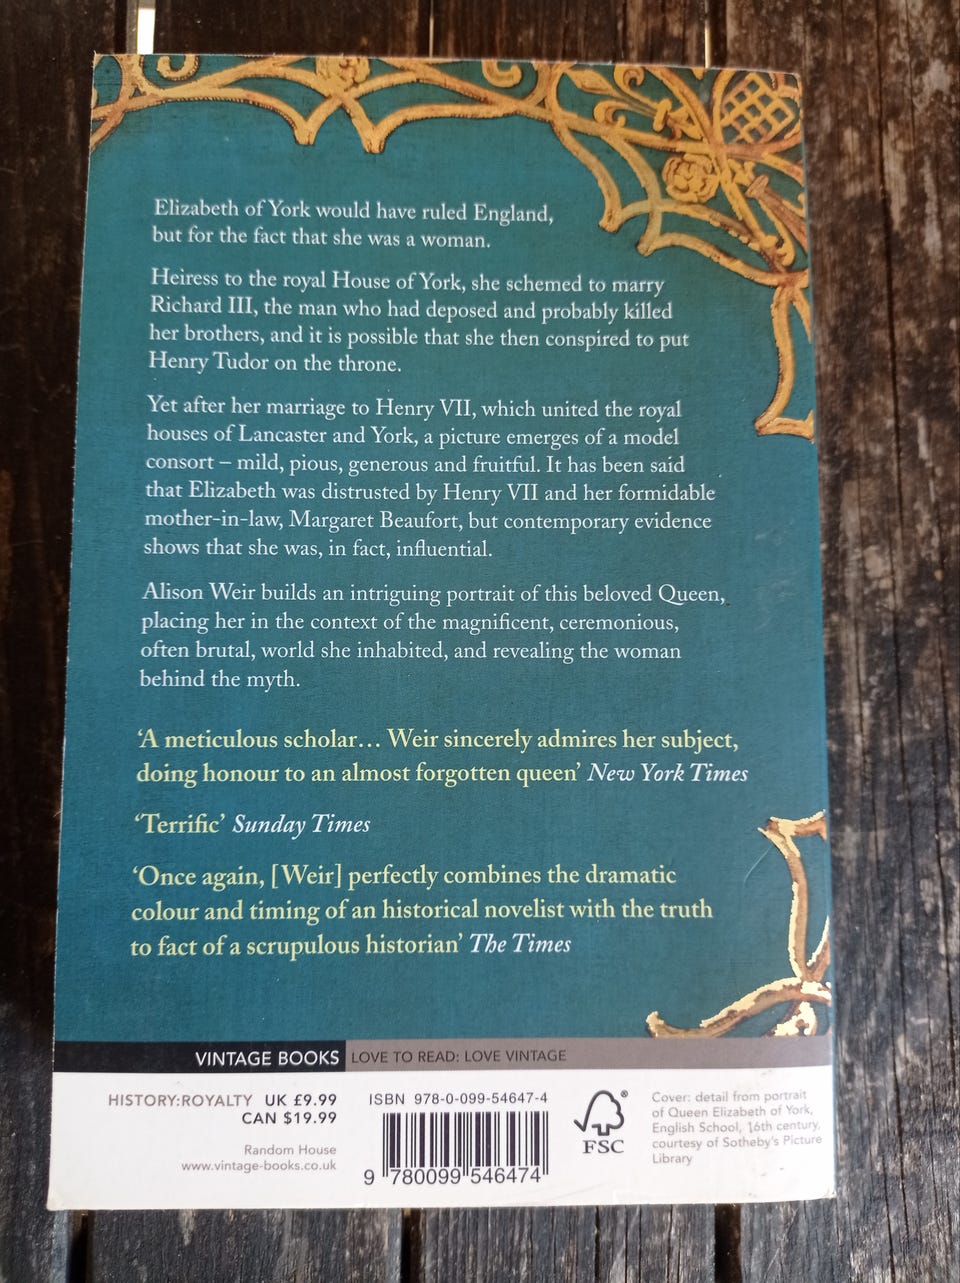 Elizabeth of York would have ruled England,
but for the fact that she was a woman.
Heiress to the royal House of York, she schemed to marry
Richard III, the man who had deposed and probably killed
her brothers, and it is possible that she then conspired to put
Henry Tudor on the throne.
Yet after her marriage to Henry VII, which united the royal
houses of Lancaster and York, a picture emerges of a model
consort – mild, pious, generous and fruitful. It has been said
that Elizabeth was distrusted by Henry VII and her formidable
mother-in-law, Margaret Beaufort, but contemporary evidence
shows that she was, in fact, influential.
Alison Weir builds an intriguing portrait of this beloved Queen,
placing her in the context of the magnificent, ceremonious,
often brutal, world she inhabited, and revealing the woman
behind the myth.
‘A meticulous scholar… Weir sincerely admires her subject,
doing honour to an almost forgotten queen’ New York Times
‘Terrific’ Sunday Times
‘Once again, [Weir] perfectly combines the dramatic
colour and timing of an historical novelist with the truth
to fact of a scrupulous historian’ The Times
VINTAGE BOOKS LOVE TO READ: LOVE VINTAGE
HISTORY:ROYALTY UK £9.99
CAN $19.99
Random House
www.vintage-books.co.uk
ISBN 978-0-099-54647-4
9 780099 546474
®
FSC
Cover: detail from portrait
of Queen Elizabeth of York,
English School, 16th century,
courtesy of Sotheby's Picture
Library